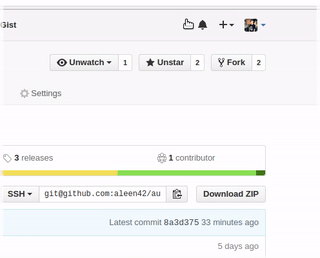 Gist
Unwatch 1 Unstar 2 Fork 2
Settings
3 releases 1 contributor
SSH git@github.com:aleen42/au Download ZIP
Latest commit 8a3d375 33 minutes ago
5 days ago